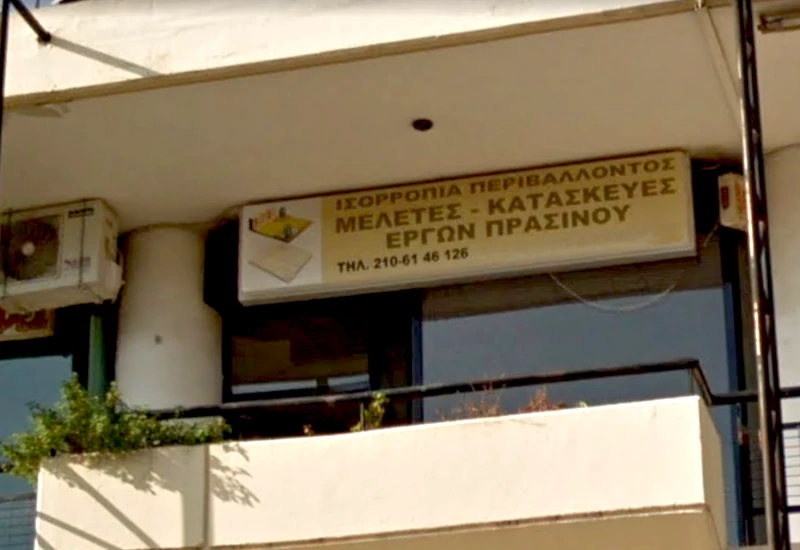 ΙΣΟΡΡΟΠΙΑ ΠΕΡΙΒΑΛΛΟΝΤΟΣ
ΜΕΛΕΤΕΣ - ΚΑΤΑΣΚΕΥΕΣ
ΕΡΓΩΝ ΠΡΑΣΙΝΟΥ
ΤΗΛ. 210-61 46 126